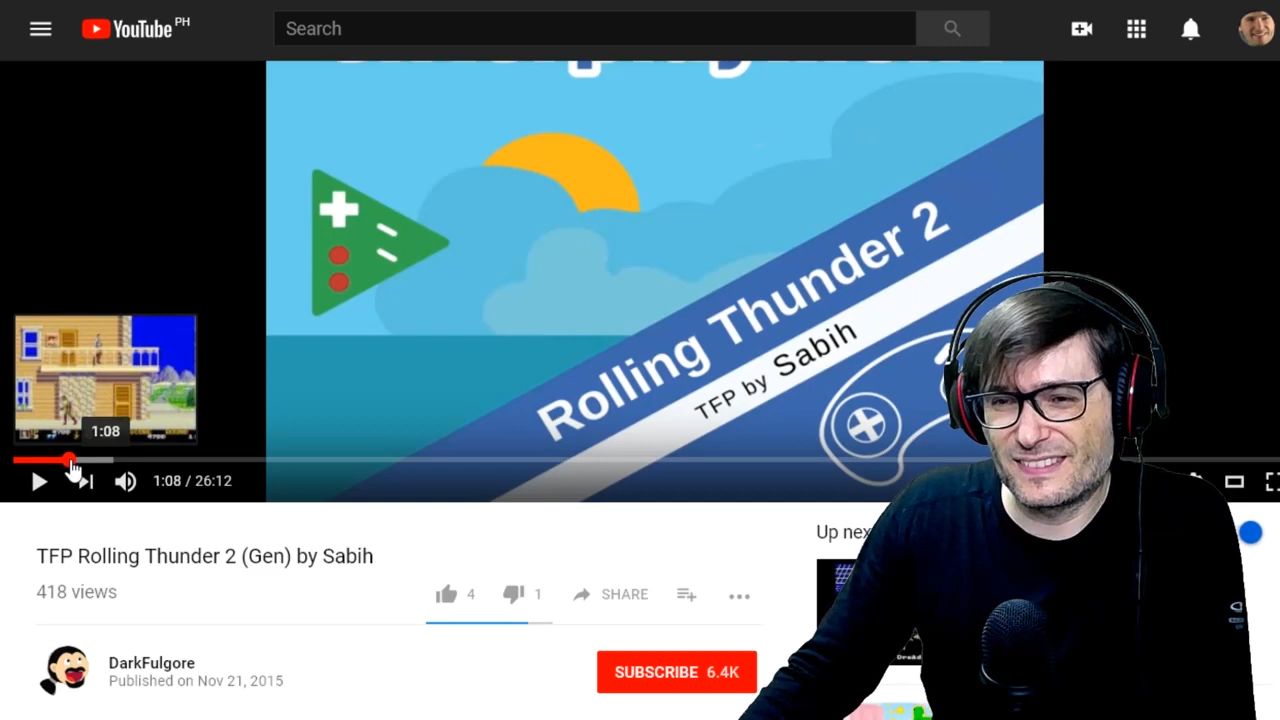 YouTube PH
Search
Rolling Thunder 2
TFP by Sabih
1:08
1:08 / 26:12
TFP Rolling Thunder 2 (Gen) by Sabih
418 views
4
1
SHARE
Up nex
DarkFulgore
Published on Nov 21, 2015
SUBSCRIBE 6.4K